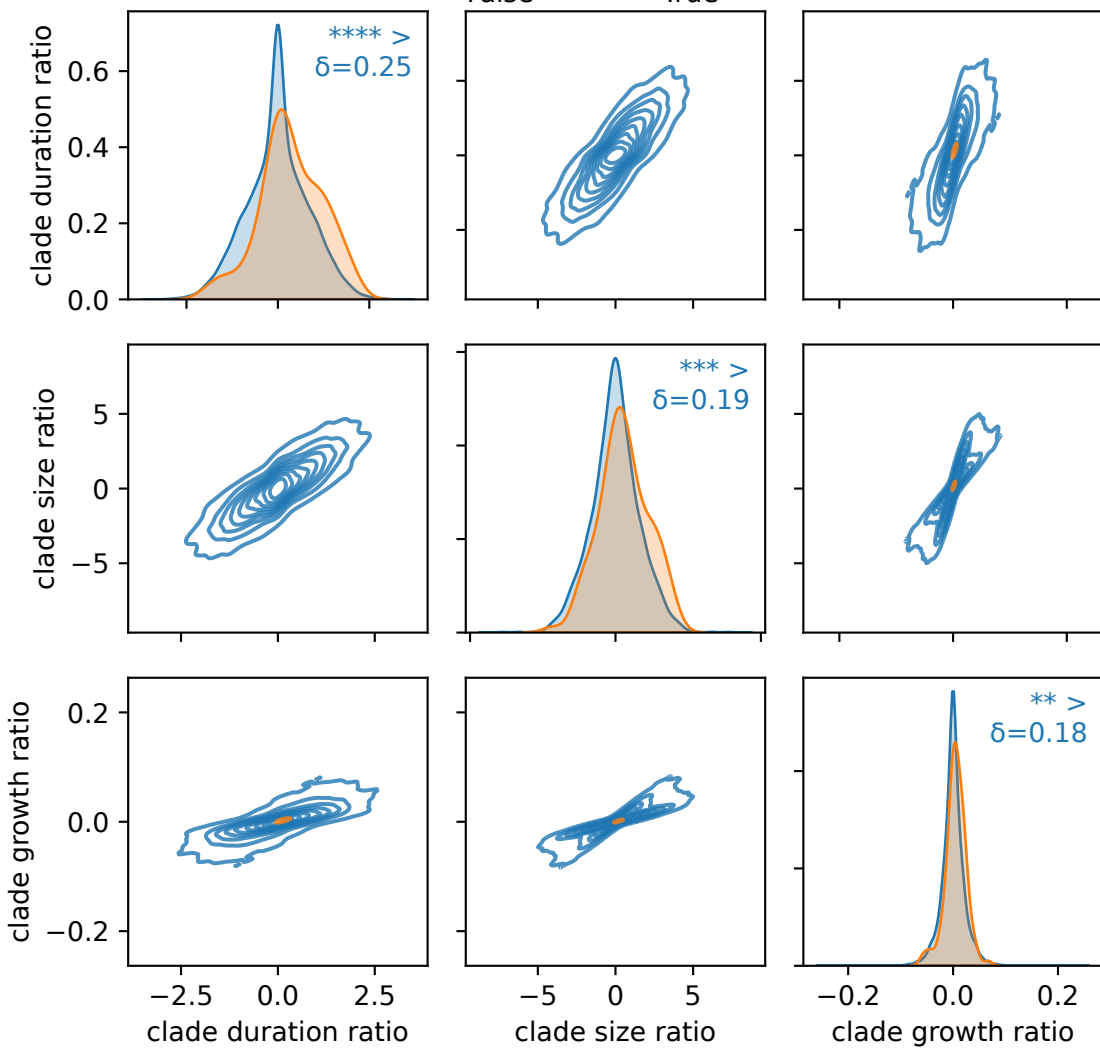 clade duration ratio
0.6
0.4
0.2
0.0
**** >
δ=0.25
clade size ratio
5
0
−5
*** >
δ=0.19
clade growth ratio
0.2
0.0
−0.2
** >
δ=0.18
−2.5 0.0 2.5
−5 0 5
−0.2 0.0 0.2
clade duration ratio
clade size ratio
clade growth ratio